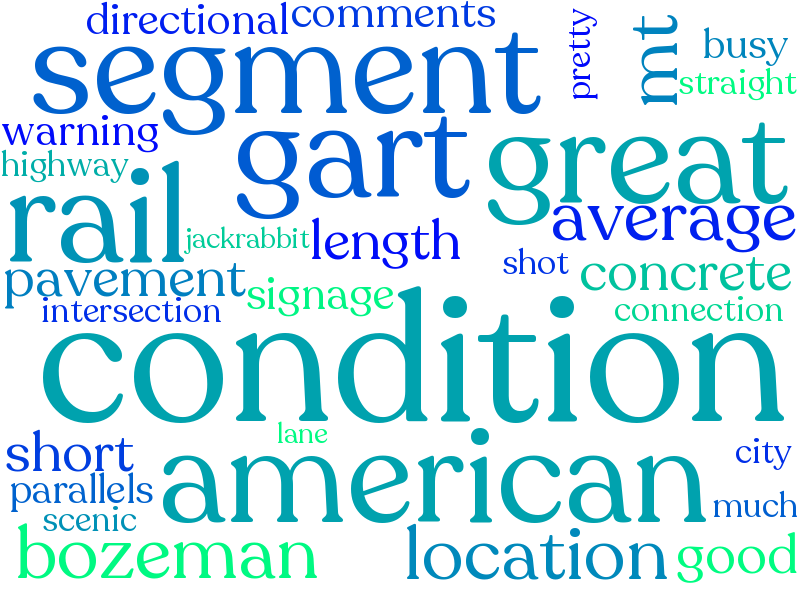 directional comments
segment
pretty
mt
busy
straight
warning
gart
great
highway
rail
average
jackrabbit
length
shot
concrete
pavement
signage
intersection
connection
condition
lane
short
american
city
parallels
much
scenic
bozeman
location
good